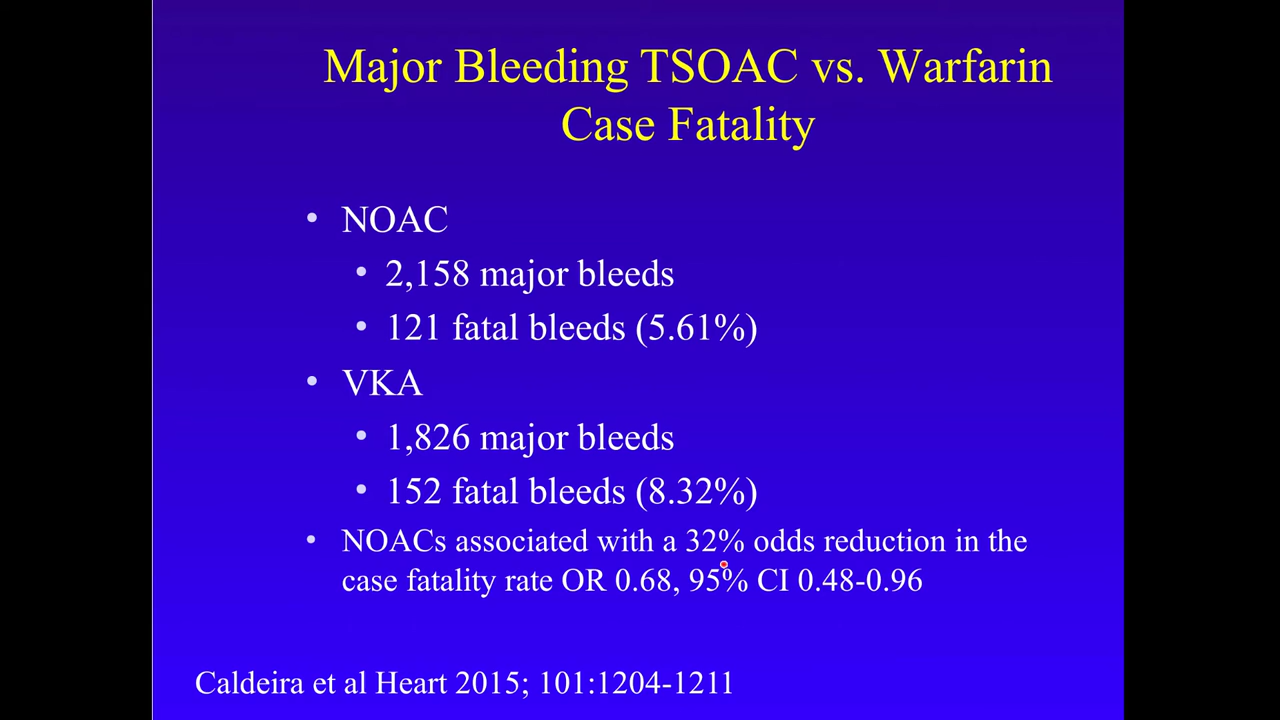 Major Bleeding TSOAC vs. Warfarin
Case Fatality
• NOAC
• 2,158 major bleeds
• 121 fatal bleeds (5.61%)
• VKA
• 1,826 major bleeds
• 152 fatal bleeds (8.32%)
• NOACs associated with a 32% odds reduction in the
case fatality rate OR 0.68, 95% CI 0.48-0.96
Caldeira et al Heart 2015; 101:1204-1211